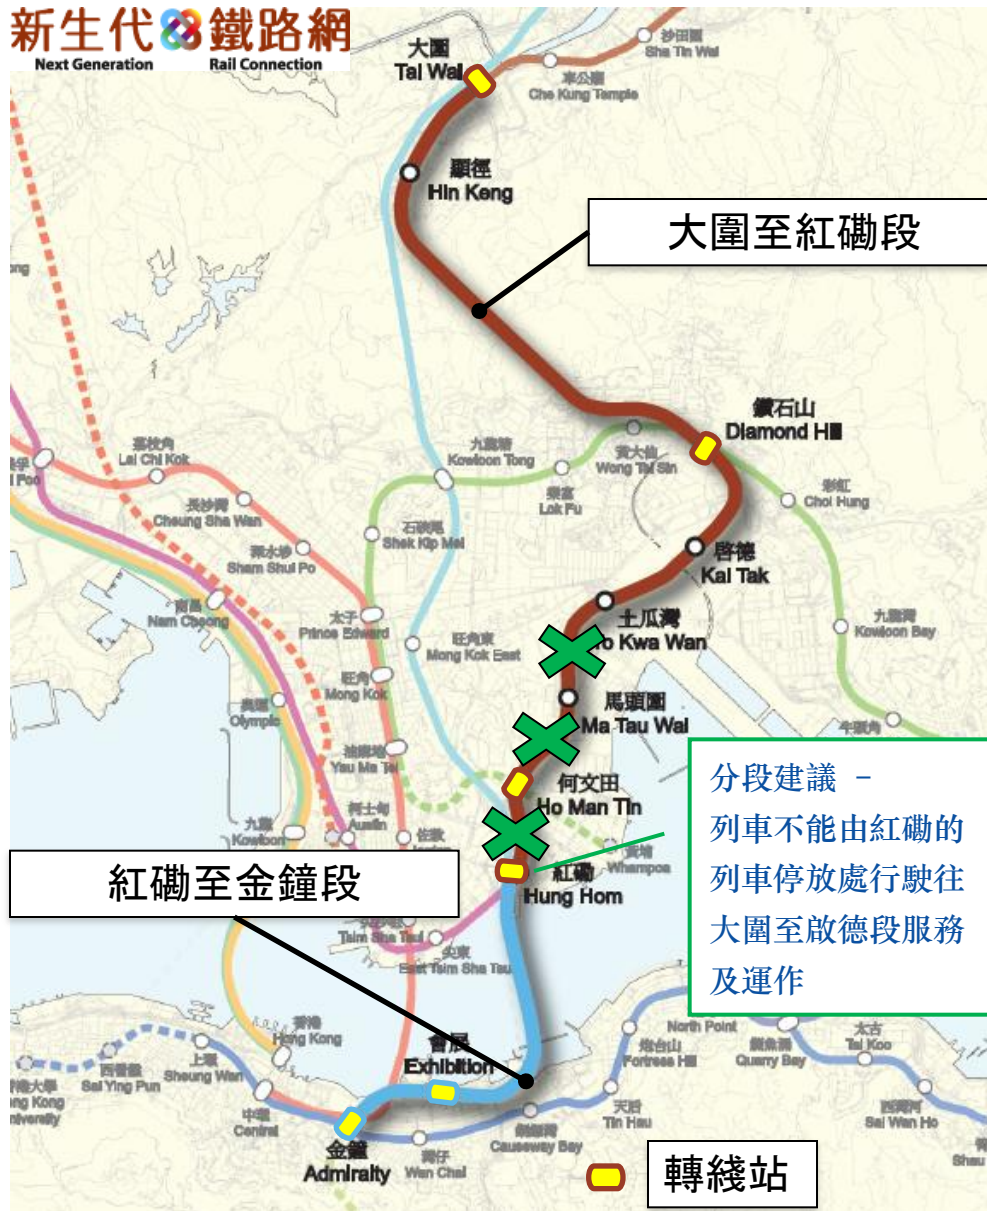 新生代 鐵路網
Next Generation Rail Connection
大圍
Tai Wai
沙田圍
Sha Tin Wai
車公廟
Che Kung Temple
顯徑
Hin Keng
大圍至紅磡段
鑽石山
Diamond Hill
黃大仙
Wong Tai Sin
九龍塘
Kowloon Tong
樂富
Lok Fu
彩虹
Choi Hung
荔枝角
Lai Chi Kok
長沙灣
Cheung Sha Wan
石硤尾
Shek Kip Mei
深水埗
Sham Shui Po
啓德
Kai Tak
南昌
Nam Cheong
太子
Prince Edward
土瓜灣
To Kwa Wan
九龍灣
Kowloon Bay
旺角東
Mong Kok East
旺角
Mong Kok
奧運
Olympic
馬頭圍
Ma Tau Wai
牛頭角
油麻地
Yau Ma Tei
何文田
Ho Man Tin
分段建議 –
列車不能由紅磡的
列車停放處行駛往
大圍至啟德段服務
及運作
柯士甸
Austin
九龍
Kowloon
佐敦
黃埔
Whampoa
紅磡至金鐘段
紅磡
Hung Hom
Tsim Sha Tsui
尖東
East Tsim Sha Tsui
香港
Hong Kong
會展
Exhibition
North Point
炮台山
Fortress Hill
鰂魚涌
Quarry Bay
太古
Tai Koo
西營盤
Sai Ying Pun
上環
Sheung Wan
中環
Central
金鐘
Admiralty
灣仔
Wan Chai
銅鑼灣
Causeway Bay
天后
Tin Hau
西灣河
Sai Wan Ho
轉綫站